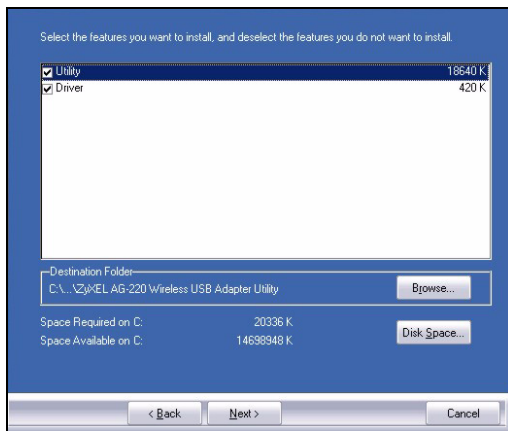 Select the features you want to install, and deselect the features you do not want to install.
Utility 18640 K
Driver 420 K
Destination Folder
C:\...\ZyXEL AG-220 Wireless USB Adapter Utility Browse...
Space Required on C: 20336 K
Space Available on C: 14698948 K
Disk Space...
< Back Next > Cancel